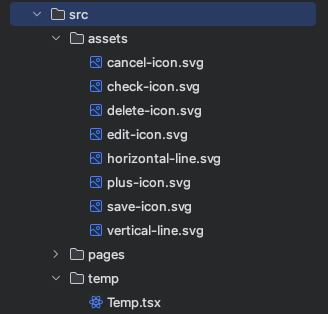 src
assets
cancel-icon.svg
check-icon.svg
delete-icon.svg
edit-icon.svg
horizontal-line.svg
plus-icon.svg
save-icon.svg
vertical-line.svg
pages
temp
Temp.tsx